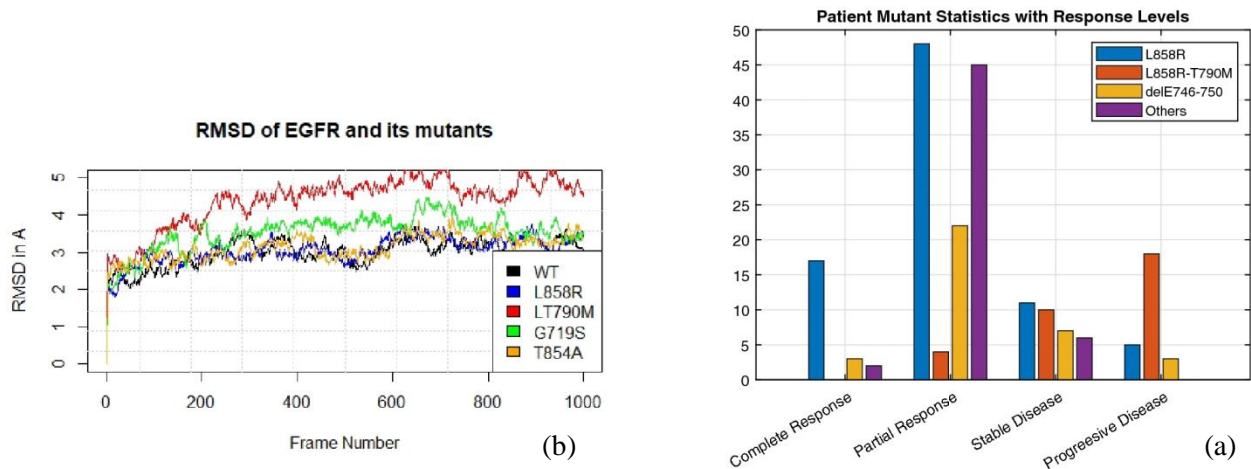 RMSD of EGFR and its mutants
RMSD in A
5
4
3
2
1
0
WT
L858R
LT790M
G719S
T854A
0 200 400 600 800 1000
Frame Number
(b)
Patient Mutant Statistics with Response Levels
50
45
40
35
30
25
20
15
10
5
0
L858R
L858R-T790M
delE746-750
Others
Complete Response
Partial Response
Stable Disease
Progreesive Disease
(a)